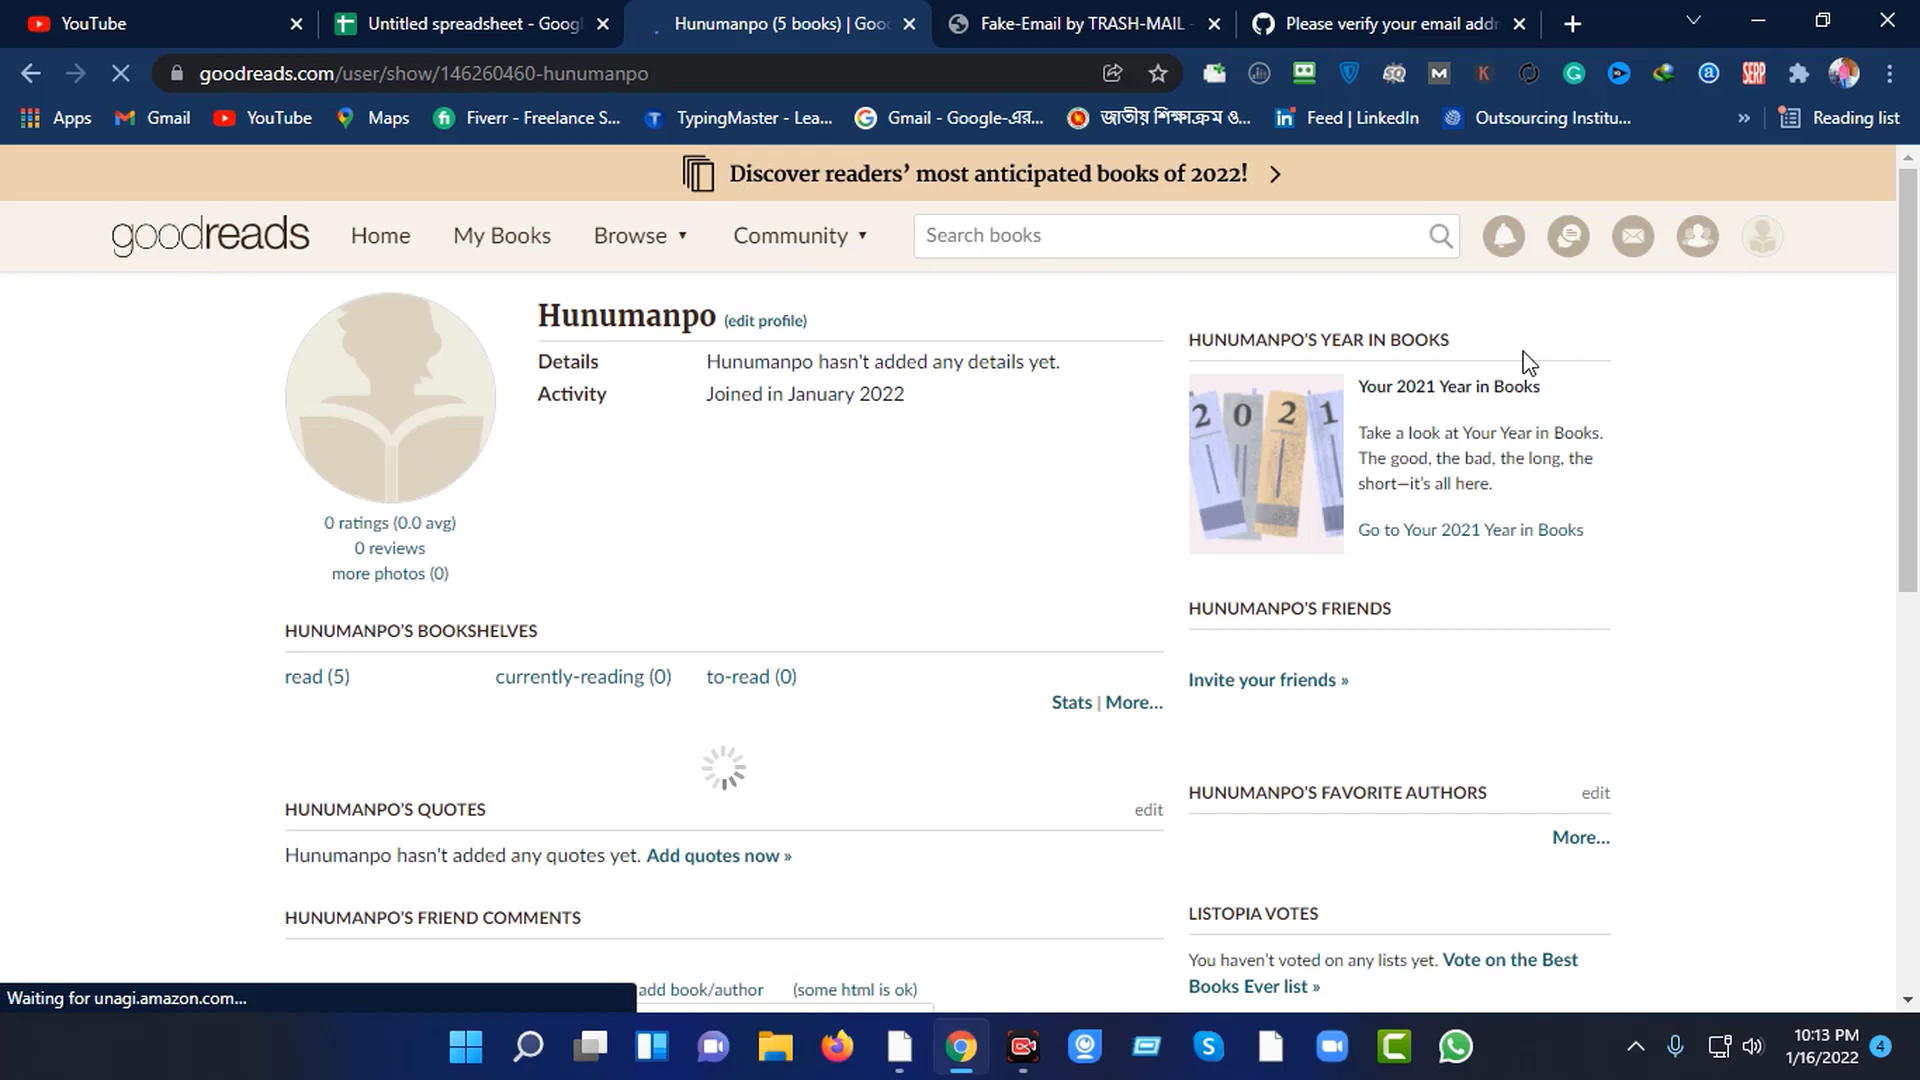 YouTube
Untitled spreadsheet - Googl
Hunumanpo (5 books) | Goo
Fake-Email by TRASH-MAIL -
Please verify your email addr
goodreads.com/user/show/146260460-hunumanpo
Apps
Gmail
YouTube
Maps
Fiverr - Freelance S...
TypingMaster - Lea...
Gmail - Google-এর...
জাতীয় শিক্ষাক্রম ও...
Feed | LinkedIn
Outsourcing Institu...
»
Reading list
Discover readers’ most anticipated books of 2022!
goodreads
Home
My Books
Browse
Community
Search books
Hunumanpo (edit profile)
Details Hunumanpo hasn't added any details yet.
Activity Joined in January 2022
0 ratings (0.0 avg)
0 reviews
more photos (0)
HUNUMANPO’S BOOKSHELVES
read (5) currently-reading (0) to-read (0)
Stats | More...
HUNUMANPO’S QUOTES edit
Hunumanpo hasn't added any quotes yet. Add quotes now »
HUNUMANPO’S FRIEND COMMENTS
add book/author (some html is ok)
HUNUMANPO’S YEAR IN BOOKS
2021
Your 2021 Year in Books
Take a look at Your Year in Books.
The good, the bad, the long, the
short—it’s all here.
Go to Your 2021 Year in Books
HUNUMANPO’S FRIENDS
Invite your friends »
HUNUMANPO’S FAVORITE AUTHORS edit
More...
LISTOPIA VOTES
You haven’t voted on any lists yet. Vote on the Best
Books Ever list »
Waiting for unagi.amazon.com...
10:13 PM
1/16/2022
4